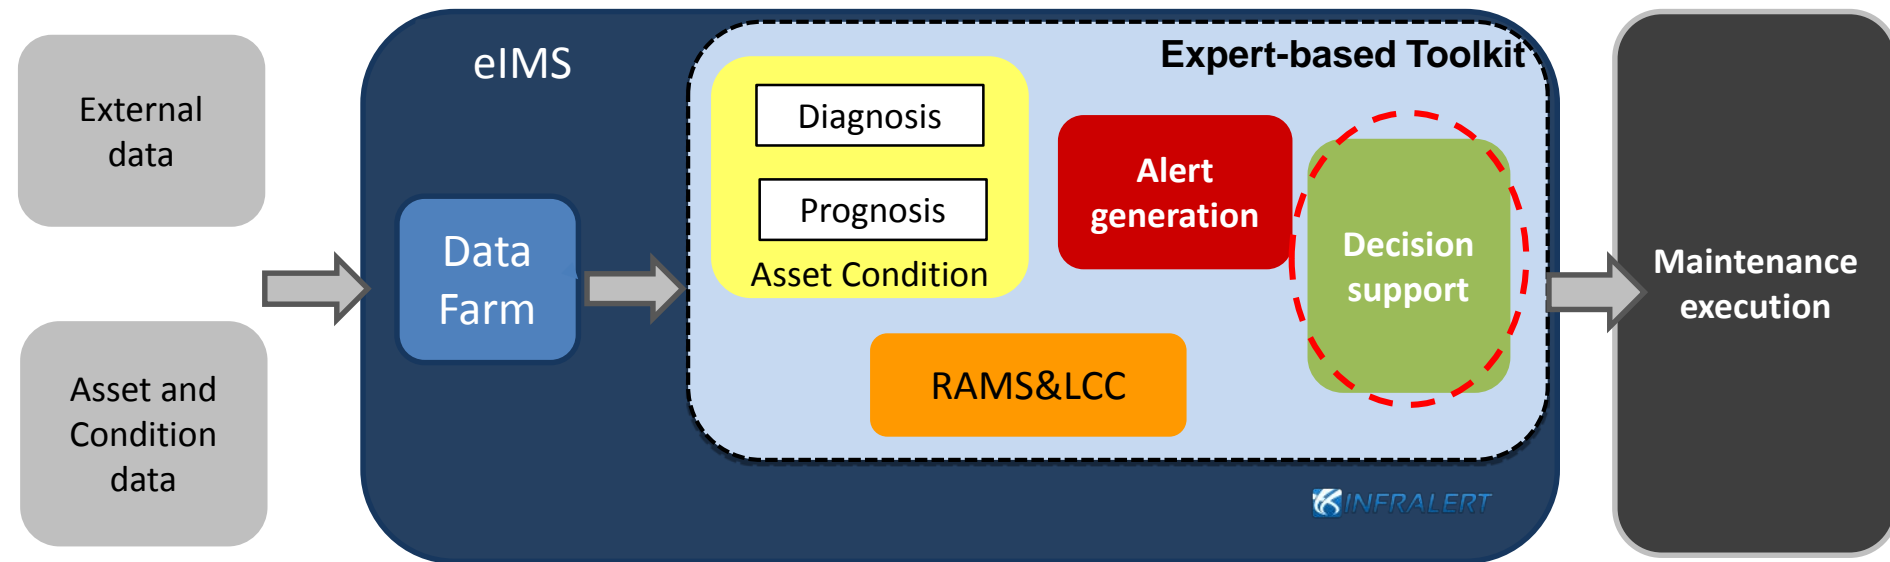 External
data
Asset and
Condition
data
eIMS
Data
Farm
Expert-based Toolkit
Diagnosis
Prognosis
Asset Condition
Alert
generation
Decision
support
RAMS&LCC
INFRALERT
Maintenance
execution